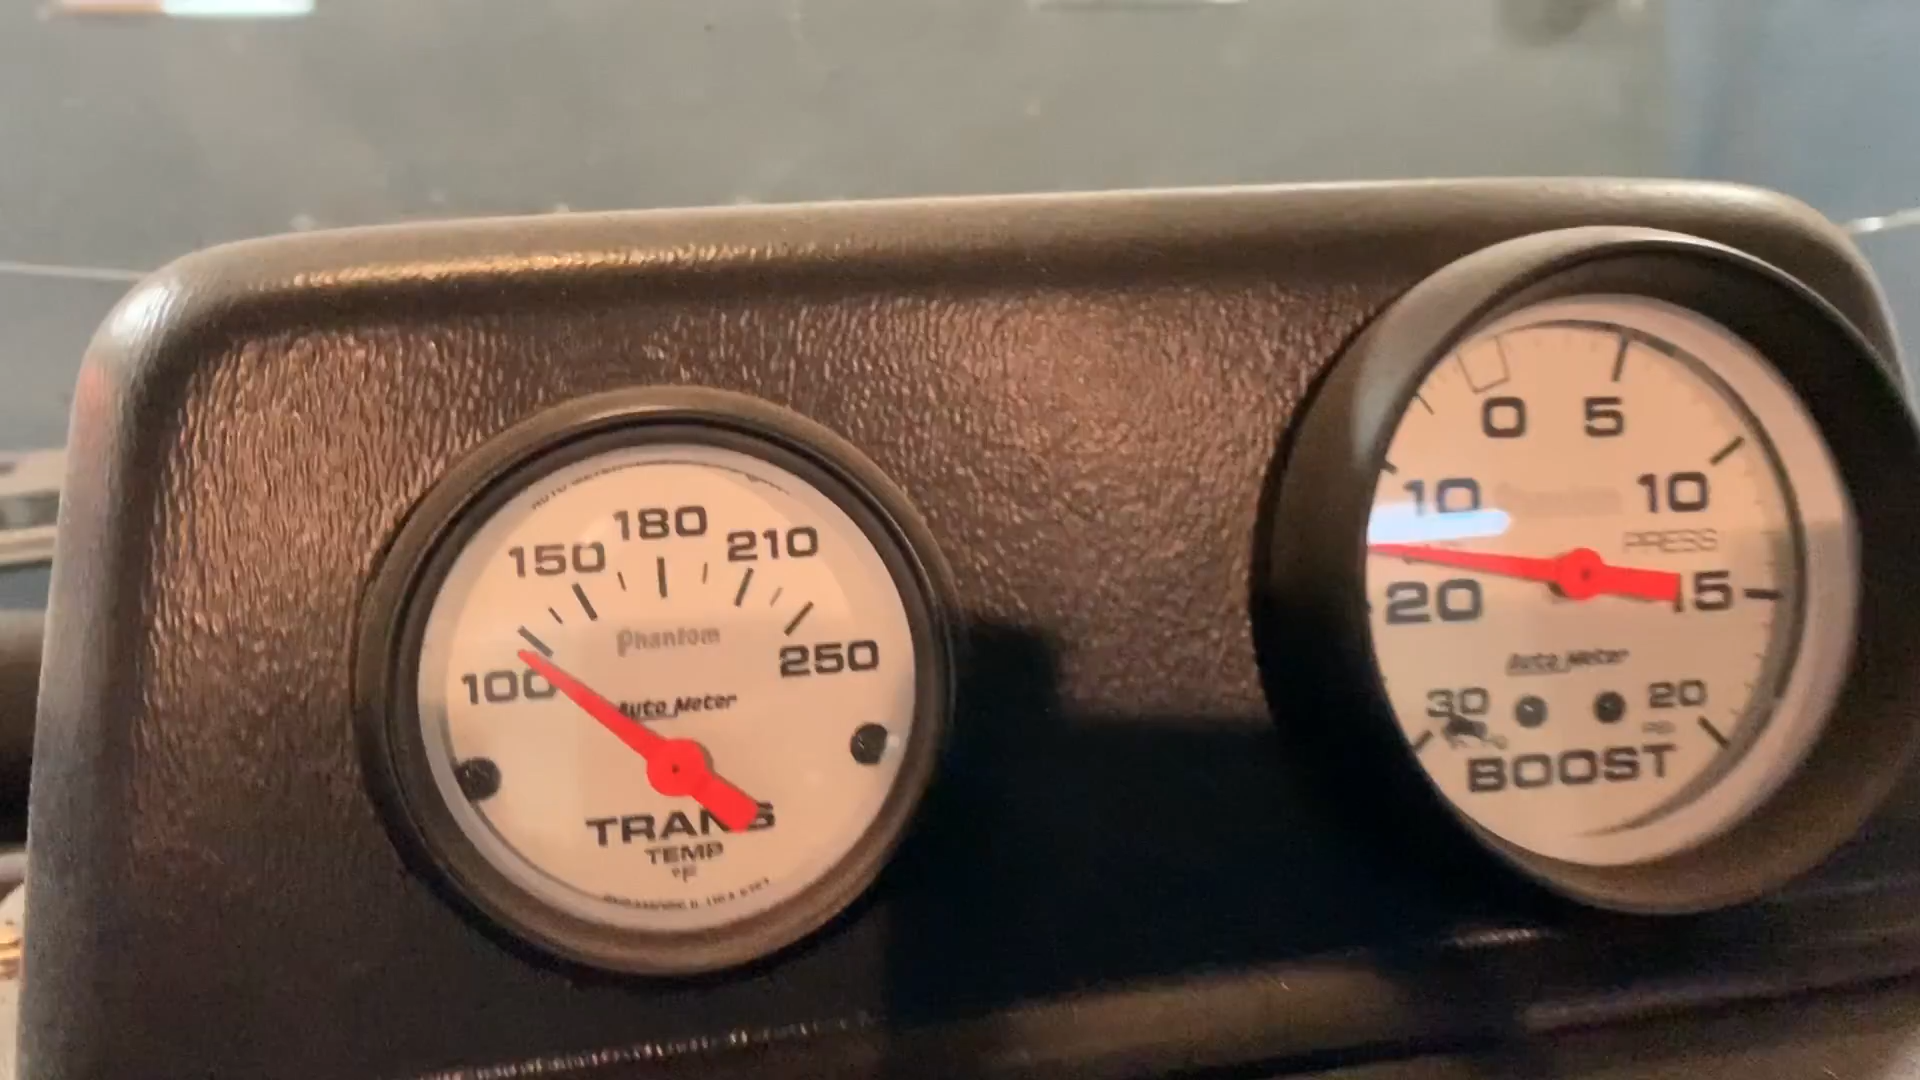 150 180 210
100 250
Phantom
Auto Meter
TRANS
TEMP
°F
0 5
10 10
PRESS
20 15
Auto Meter
30 20
PSI
BOOST